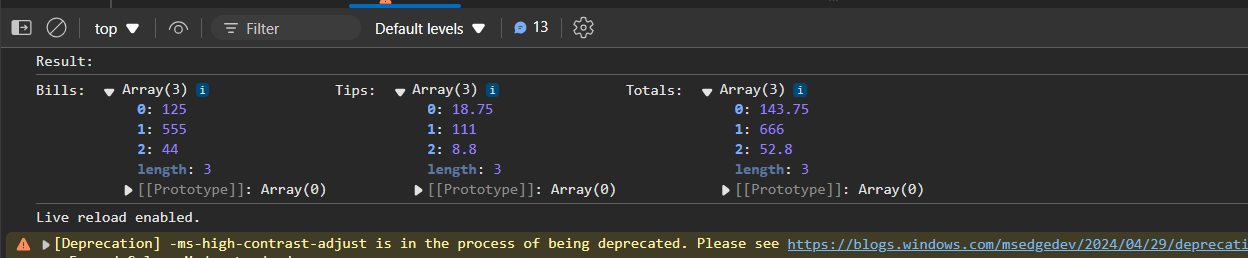 top Filter Default levels 13
Result:
Bills: Array(3) i Tips: Array(3) i Totals: Array(3) i
0: 125 0: 18.75 0: 143.75
1: 555 1: 111 1: 666
2: 44 2: 8.8 2: 52.8
length: 3 length: 3 length: 3
[[Prototype]]: Array(0) [[Prototype]]: Array(0) [[Prototype]]: Array(0)
Live reload enabled.
[Deprecation] -ms-high-contrast-adjust is in the process of being deprecated. Please see https://blogs.windows.com/msedgedev/2024/04/29/deprecati